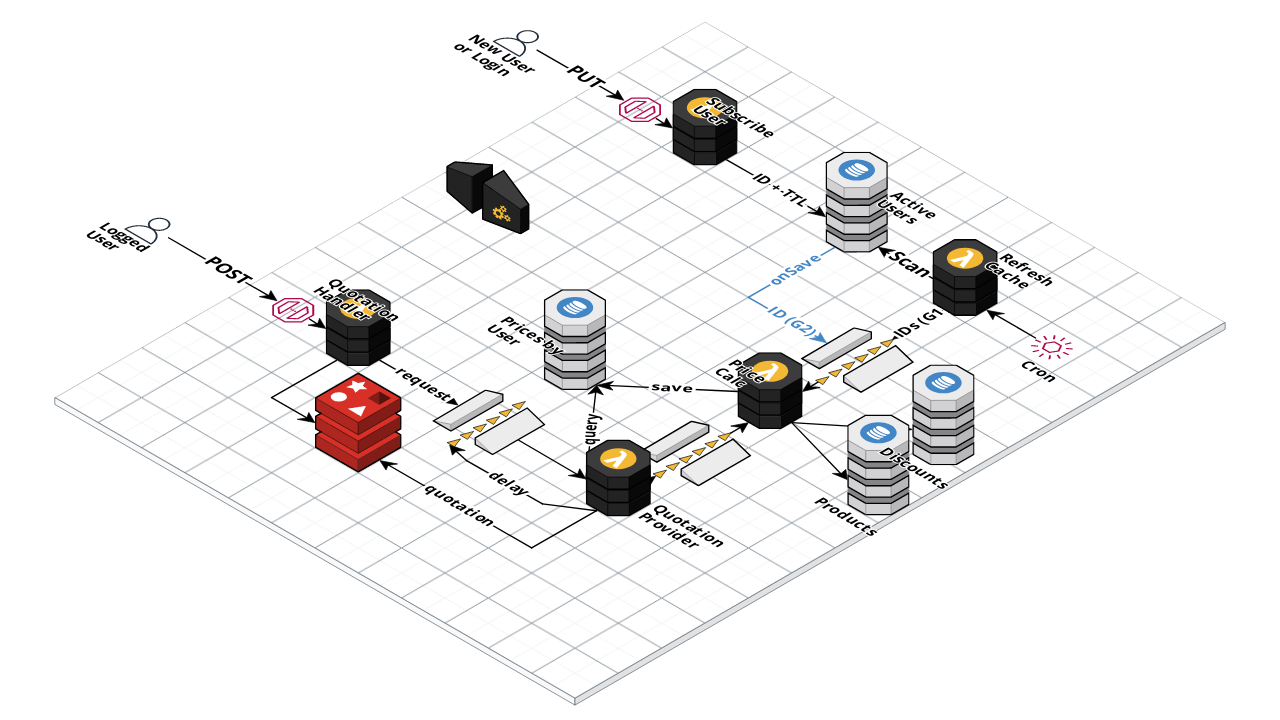 New User
or Login
PUT
Subscribe
User
ID +TTL
Active
Users
Scan
Refresh
Cache
Cron
onSave
ID (G2)
IDs (G1
Logged
User
POST
Quotation
Handler
request
Prices by
User
save
Price
Calc
query
delay
quotation
Quotation
Provider
Discounts
Products